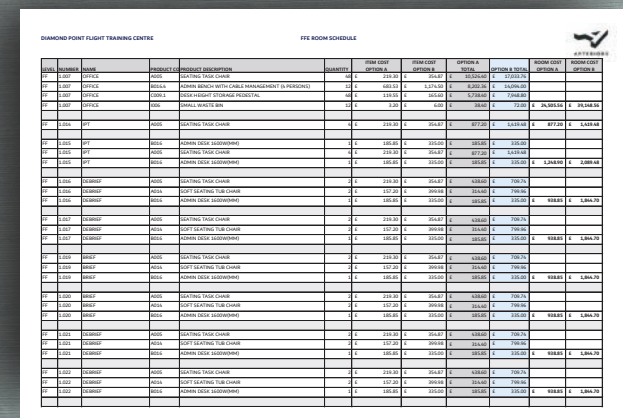 DIAMOND POINT FLIGHT TRAINING CENTRE FFE ROOM SCHEDULE
AFTERHORS
LEVEL NUMBER NAME PRODUCT CO PRODUCT DESCRIPTION QUANTITY ITEM COST OPTION A ITEM COST OPTION B OPTION A TOTAL OPTION B TOTAL ROOM COST OPTION A ROOM COST OPTION B
FF 1.007 OFFICE A005 SEATING TASK CHAIR 48 £ 219.30 £ 354.87 £ 10,526.40 £ 17,033.76
FF 1.007 OFFICE B016.4 ADMIN BENCH WITH CABLE MANAGEMENT (4 PERSONS) 12 £ 683.53 £ 1,174.50 £ 8,202.36 £ 14,094.00
FF 1.007 OFFICE C009.1 DESK HEIGHT STORAGE PEDESTAL 48 £ 119.55 £ 165.60 £ 5,738.40 £ 7,948.80
FF 1.007 OFFICE I006 SMALL WASTE BIN 12 £ 3.20 £ 6.00 £ 38.40 £ 72.00 £ 24,505.56 £ 39,148.56
FF 1.014 IPT A005 SEATING TASK CHAIR 4 £ 219.30 £ 354.87 £ 877.20 £ 1,419.48 £ 877.20 £ 1,419.48
FF 1.015 IPT B016 ADMIN DESK 1600W(MM) 1 £ 185.85 £ 335.00 £ 185.85 £ 335.00
FF 1.015 IPT A005 SEATING TASK CHAIR 4 £ 219.30 £ 354.87 £ 877.20 £ 1,419.48
FF 1.015 IPT B016 ADMIN DESK 1600W(MM) 1 £ 185.85 £ 335.00 £ 185.85 £ 335.00 £ 1,248.90 £ 2,089.48
FF 1.016 DEBRIEF A005 SEATING TASK CHAIR 2 £ 219.30 £ 354.87 £ 438.60 £ 709.74
FF 1.016 DEBRIEF A014 SOFT SEATING TUB CHAIR 2 £ 157.20 £ 399.98 £ 314.40 £ 799.96
FF 1.016 DEBRIEF B016 ADMIN DESK 1600W(MM) 1 £ 185.85 £ 335.00 £ 185.85 £ 335.00 £ 938.85 £ 1,844.70
FF 1.017 DEBRIEF A005 SEATING TASK CHAIR 2 £ 219.30 £ 354.87 £ 438.60 £ 709.74
FF 1.017 DEBRIEF A014 SOFT SEATING TUB CHAIR 2 £ 157.20 £ 399.98 £ 314.40 £ 799.96
FF 1.017 DEBRIEF B016 ADMIN DESK 1600W(MM) 1 £ 185.85 £ 335.00 £ 185.85 £ 335.00 £ 938.85 £ 1,844.70
FF 1.019 BRIEF A005 SEATING TASK CHAIR 2 £ 219.30 £ 354.87 £ 438.60 £ 709.74
FF 1.019 BRIEF A014 SOFT SEATING TUB CHAIR 2 £ 157.20 £ 399.98 £ 314.40 £ 799.96
FF 1.019 BRIEF B016 ADMIN DESK 1600W(MM) 1 £ 185.85 £ 335.00 £ 185.85 £ 335.00 £ 938.85 £ 1,844.70
FF 1.020 BRIEF A005 SEATING TASK CHAIR 2 £ 219.30 £ 354.87 £ 438.60 £ 709.74
FF 1.020 BRIEF A014 SOFT SEATING TUB CHAIR 2 £ 157.20 £ 399.98 £ 314.40 £ 799.96
FF 1.020 BRIEF B016 ADMIN DESK 1600W(MM) 1 £ 185.85 £ 335.00 £ 185.85 £ 335.00 £ 938.85 £ 1,844.70
FF 1.021 DEBRIEF A005 SEATING TASK CHAIR 2 £ 219.30 £ 354.87 £ 438.60 £ 709.74
FF 1.021 DEBRIEF A014 SOFT SEATING TUB CHAIR 2 £ 157.20 £ 399.98 £ 314.40 £ 799.96
FF 1.021 DEBRIEF B016 ADMIN DESK 1600W(MM) 1 £ 185.85 £ 335.00 £ 185.85 £ 335.00 £ 938.85 £ 1,844.70
FF 1.022 DEBRIEF A005 SEATING TASK CHAIR 2 £ 219.30 £ 354.87 £ 438.60 £ 709.74
FF 1.022 DEBRIEF A014 SOFT SEATING TUB CHAIR 2 £ 157.20 £ 399.98 £ 314.40 £ 799.96
FF 1.022 DEBRIEF B016 ADMIN DESK 1600W(MM) 1 £ 185.85 £ 335.00 £ 185.85 £ 335.00 £ 938.85 £ 1,844.70